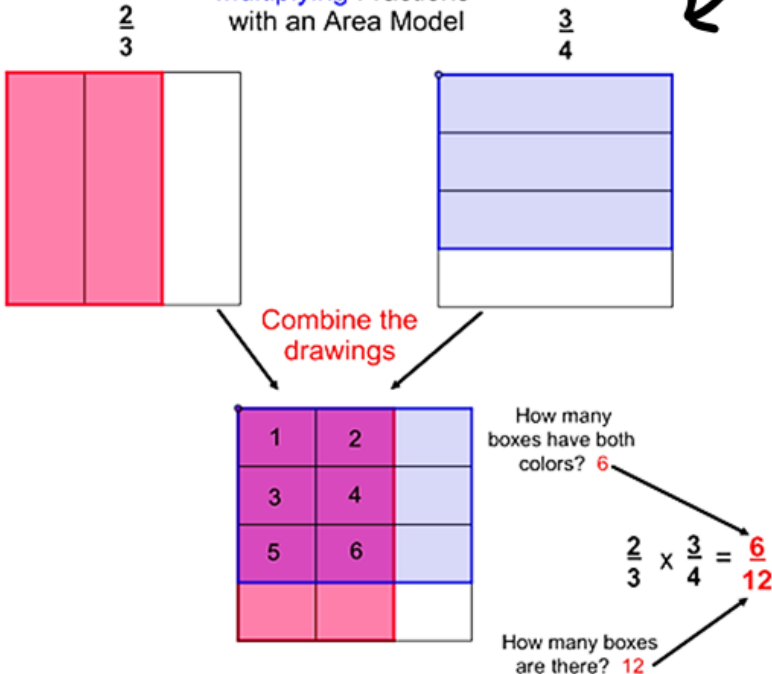 with an Area Model
2
3
3
4
Combine the
drawings
1 2
3 4
5 6
How many
boxes have both
colors? 6
2/3 x 3/4 = 6/12
How many boxes
are there? 12